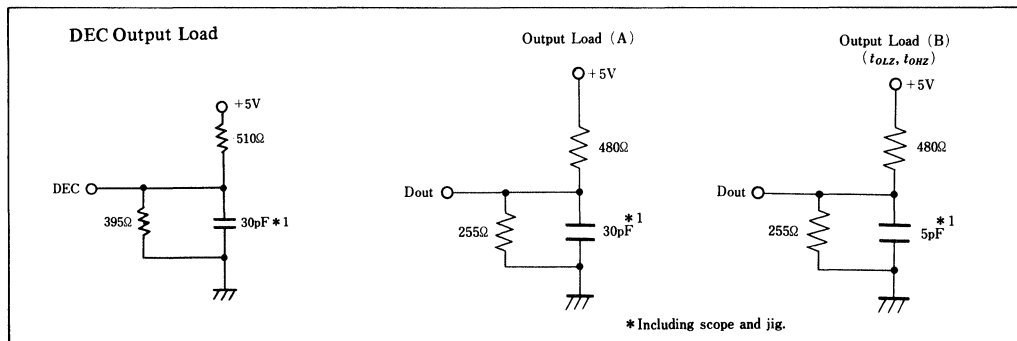 DEC Output Load
+5V
510Ω
DEC
395Ω
30pF*1
Output Load (A)
+5V
480Ω
Dout
255Ω
30pF*1
Output Load (B)
(tOLZ, tOHZ)
+5V
480Ω
Dout
255Ω
5pF*1
*Including scope and jig.